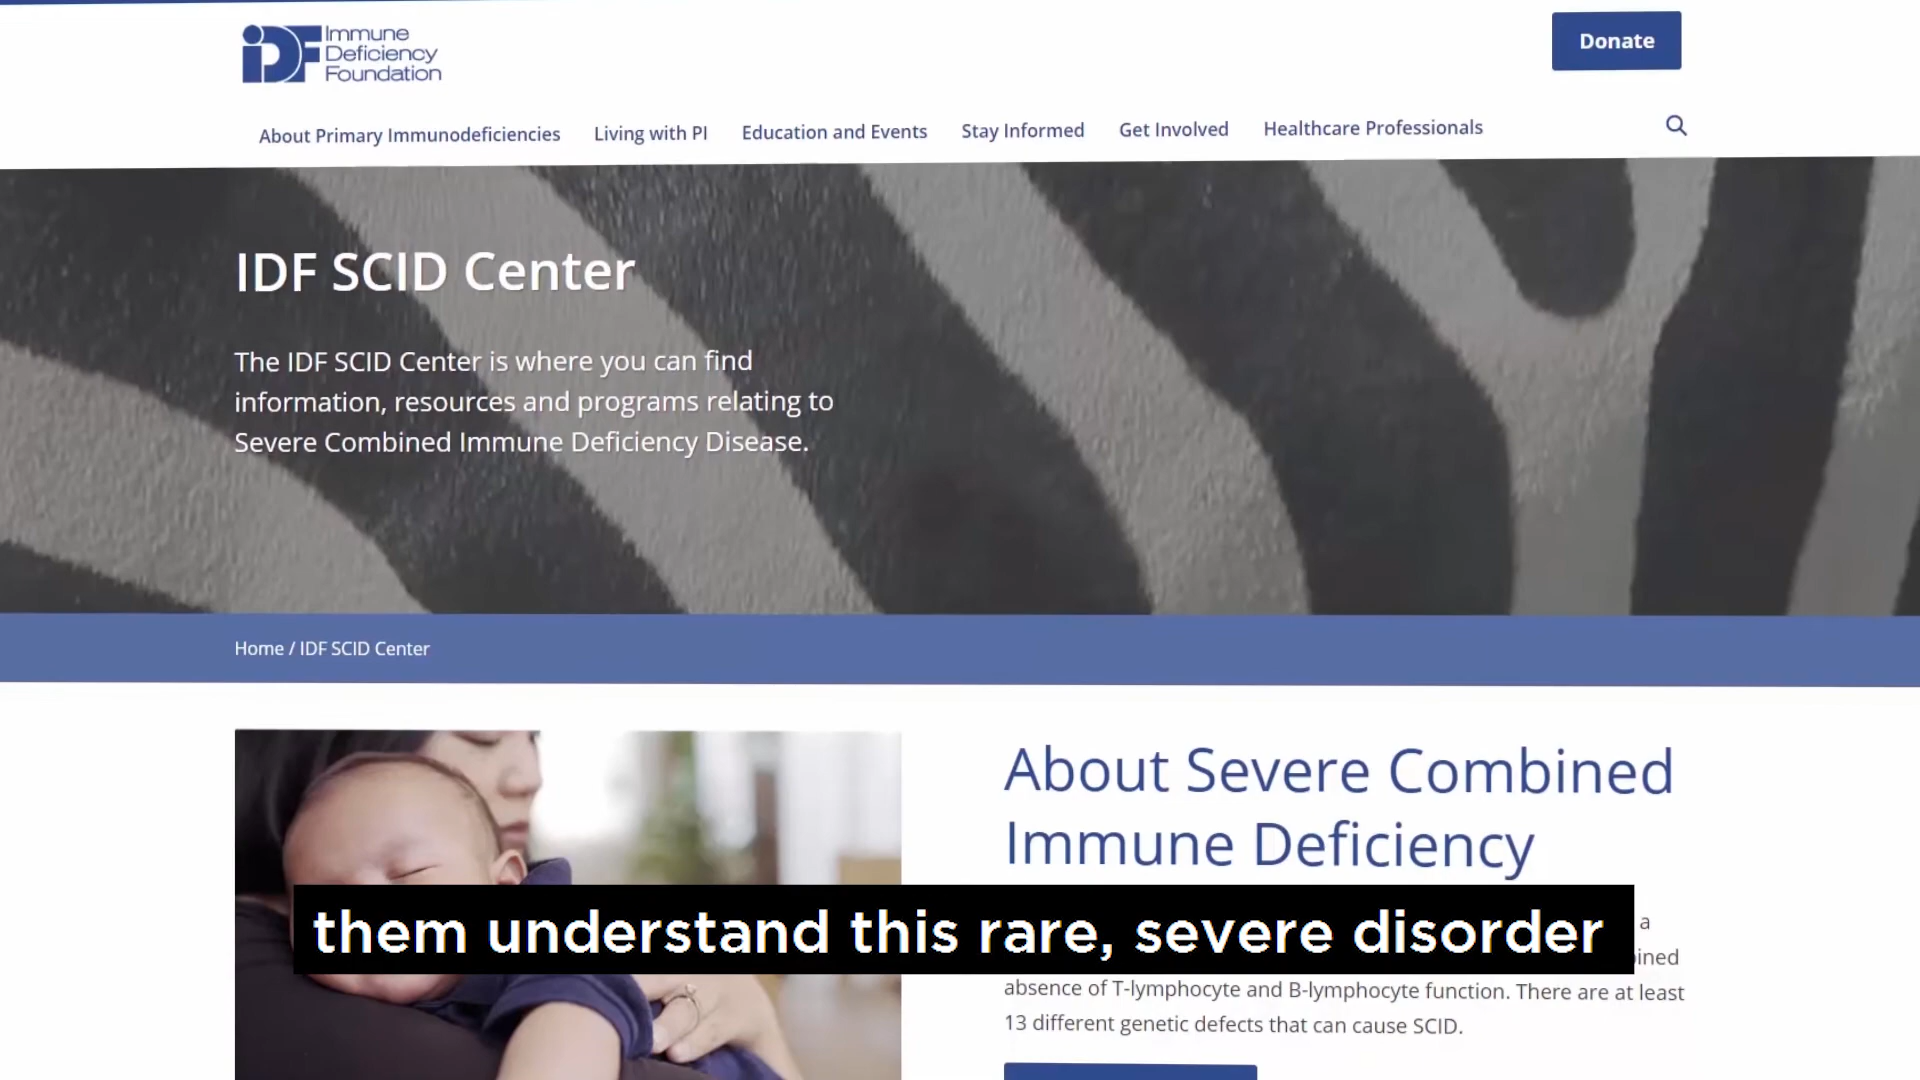 iDF
Immune
Deficiency
Foundation
Donate
About Primary Immunodeficiencies
Living with PI
Education and Events
Stay Informed
Get Involved
Healthcare Professionals
IDF SCID Center
The IDF SCID Center is where you can find
information, resources and programs relating to
Severe Combined Immune Deficiency Disease.
Home / IDF SCID Center
About Severe Combined
Immune Deficiency
a
absence of T-lymphocyte and B-lymphocyte function. There are at least
13 different genetic defects that can cause SCID.
them understand this rare, severe disorder